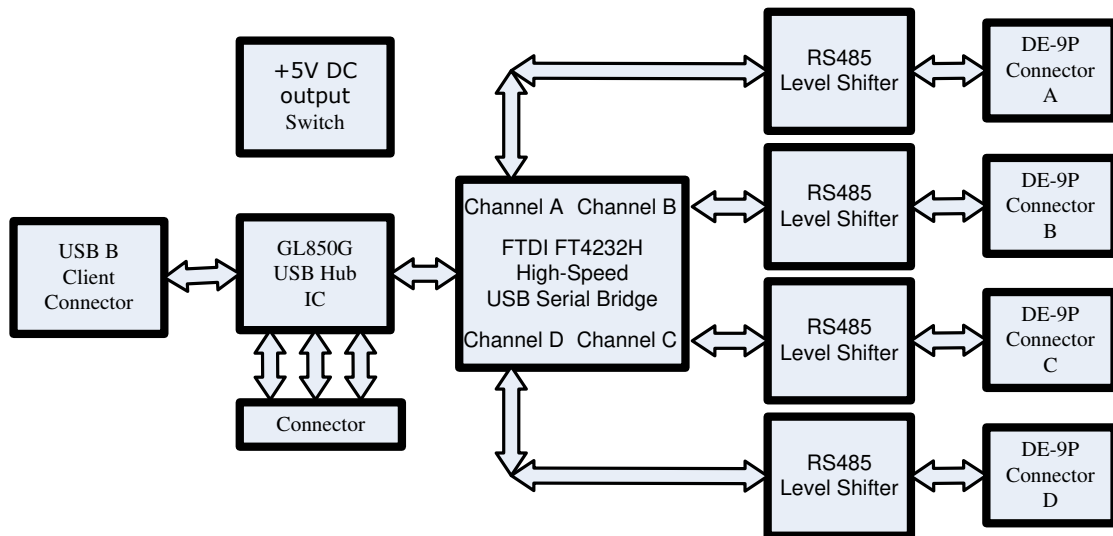 +5V DC
output
Switch
USB B
Client
Connector
GL850G
USB Hub
IC
Connector
Channel A Channel B
FTDI FT4232H
High-Speed
USB Serial Bridge
Channel D Channel C
RS485
Level Shifter
DE-9P
Connector
A
RS485
Level Shifter
DE-9P
Connector
B
RS485
Level Shifter
DE-9P
Connector
C
RS485
Level Shifter
DE-9P
Connector
D